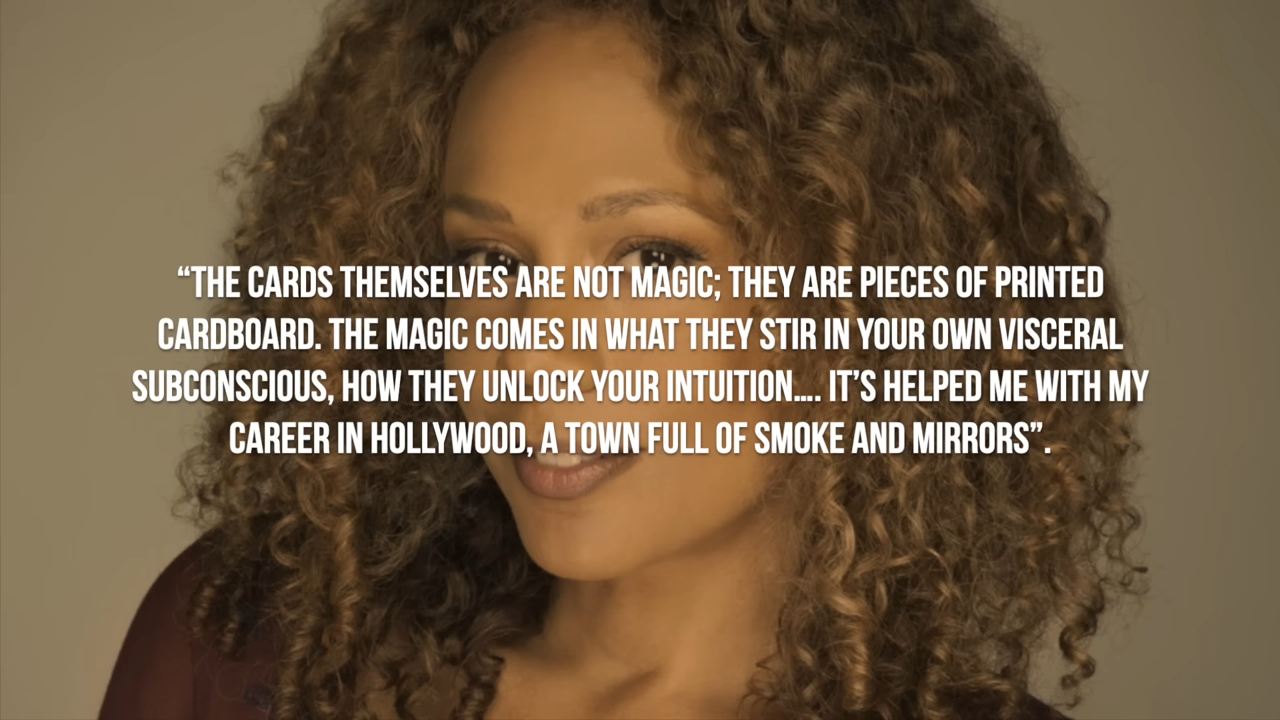 “THE CARDS THEMSELVES ARE NOT MAGIC; THEY ARE PIECES OF PRINTED
CARDBOARD. THE MAGIC COMES IN WHAT THEY STIR IN YOUR OWN VISCERAL
SUBCONSCIOUS, HOW THEY UNLOCK YOUR INTUITION.... IT’S HELPED ME WITH MY
CAREER IN HOLLYWOOD, A TOWN FULL OF SMOKE AND MIRRORS”.